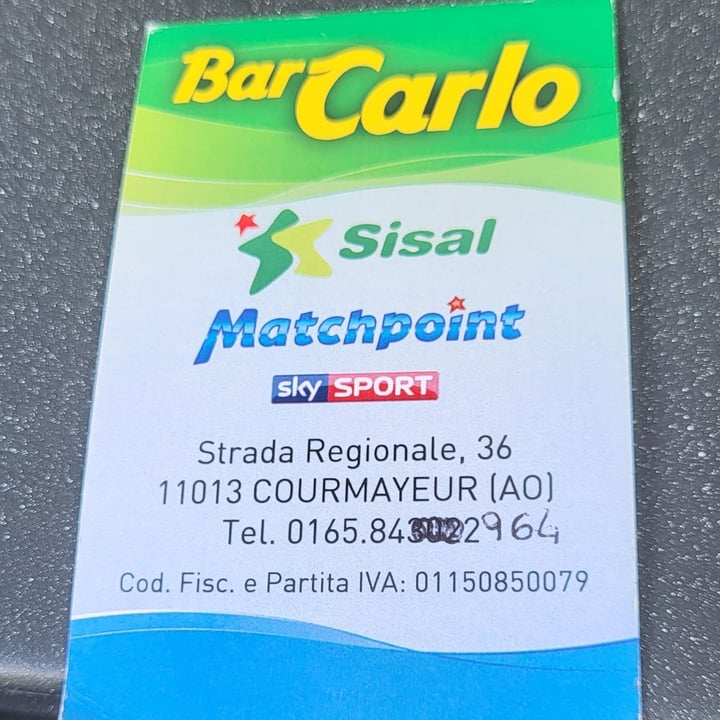 Bar Carlo
Sisal
Matchpoint
sky SPORT
Strada Regionale, 36
11013 COURMAYEUR (AO)
Tel. 0165.84 964
Cod. Fisc. e Partita IVA: 01150850079